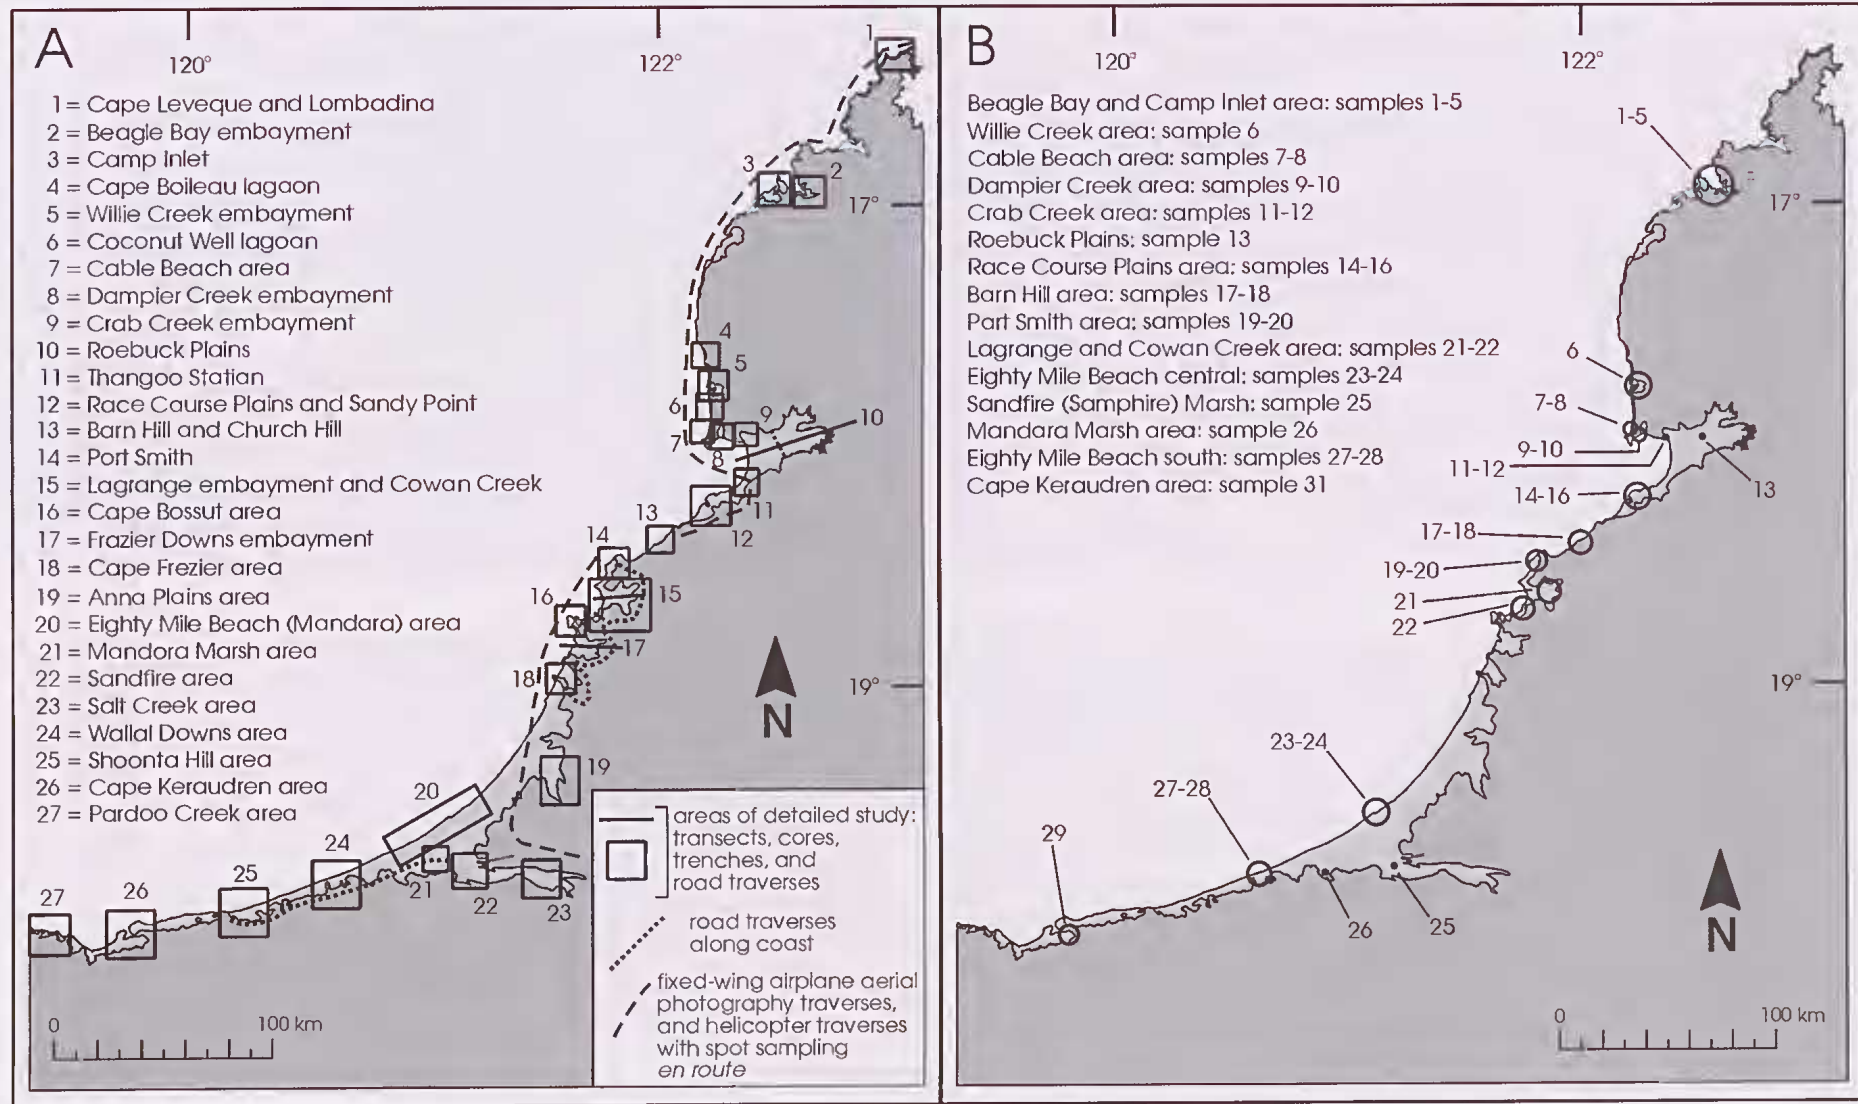 A
120°
122°
1 = Cape Leveque and Lombadina
2 = Beagle Bay embayment
3 = Camp Inlet
4 = Cape Boileau lagaon
5 = Willie Creek embayment
6 = Coconut Well lagoan
7 = Cable Beach area
8 = Dampier Creek embayment
9 = Crab Creek embayment
10 = Roebuck Plains
11 = Thangoo Statian
12 = Race Caurse Plains and Sandy Point
13 = Barn Hill and Church Hill
14 = Port Smith
15 = Lagrange embayment and Cowan Creek
16 = Cape Bossut area
17 = Frazier Downs embayment
18 = Cape Frezier area
19 = Anna Plains area
20 = Eighty Mile Beach (Mandara) area
21 = Mandora Marsh area
22 = Sandfire area
23 = Salt Creek area
24 = Wallal Downs area
25 = Shoonta Hill area
26 = Cape Keraudren area
27 = Pardoo Creek area
1
3
2
17°
4
5
6
9
10
7
8
11
13
12
14
15
16
17
18
19°
N
19
20
24
25
26
27
21
22
23
0
100 km
areas of detailed study:
transects, cores,
trenches, and
road traverses
road traverses
along coast
fixed-wing airplane aerial
photography traverses,
and helicopter traverses
with spot sampling
en route
B
120°
122°
Beagle Bay and Camp Inlet area: samples 1-5
Willie Creek area: sample 6
Cable Beach area: samples 7-8
Dampier Creek area: samples 9-10
Crab Creek area: samples 11-12
Roebuck Plains: sample 13
Race Course Plains area: samples 14-16
Barn Hill area: samples 17-18
Part Smith area: samples 19-20
Lagrange and Cowan Creek area: samples 21-22
Eighty Mile Beach central: samples 23-24
Sandfire (Samphire) Marsh: sample 25
Mandara Marsh area: sample 26
Eighty Mile Beach south: samples 27-28
Cape Keraudren area: sample 31
1-5
17°
6
7-8
9-10
11-12
13
14-16
17-18
19-20
21
22
19°
23-24
27-28
29
26
25
N
0
100 km